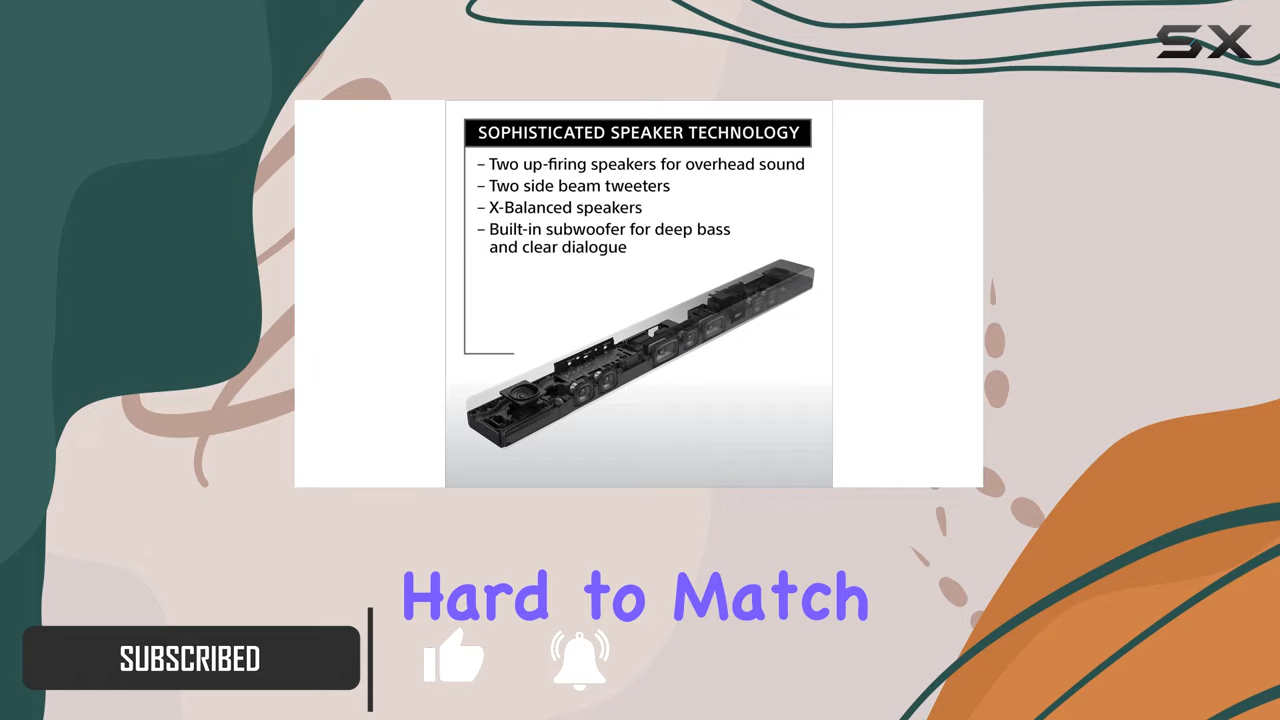 SX
SOPHISTICATED SPEAKER TECHNOLOGY
– Two up-firing speakers for overhead sound
– Two side beam tweeters
– X-Balanced speakers
– Built-in subwoofer for deep bass
and clear dialogue
Hard to Match
SUBSCRIBED